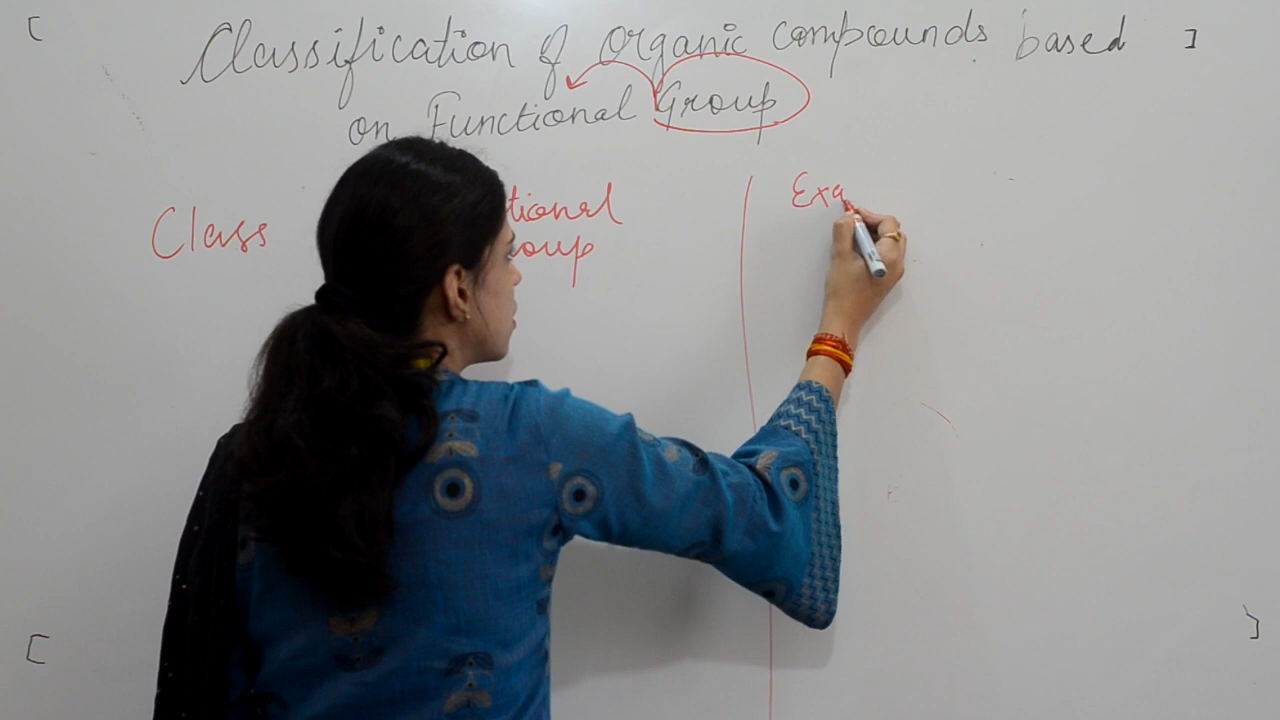 Classification of Organic compounds based
on Functional Group
Class
tional
oup
Exa